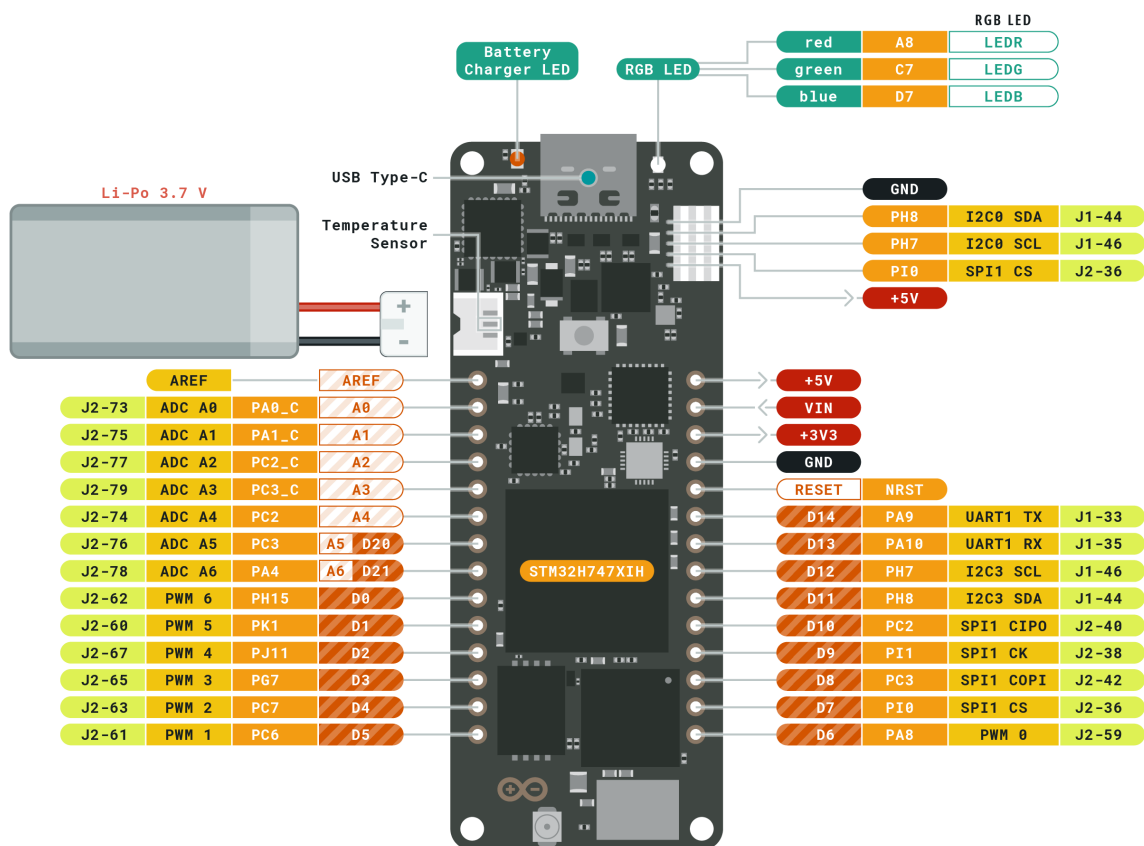 RGB LED
Battery
Charger LED
RGB LED
red A8 LEDR
green C7 LEDG
blue D7 LEDB
USB Type-C
Li-Po 3.7 V
Temperature
Sensor
GND
PH8 I2C0 SDA J1-44
PH7 I2C0 SCL J1-46
PI0 SPI1 CS J2-36
+5V
+
-
AREF AREF
J2-73 ADC A0 PA0_C A0
J2-75 ADC A1 PA1_C A1
J2-77 ADC A2 PC2_C A2
J2-79 ADC A3 PC3_C A3
J2-74 ADC A4 PC2 A4
J2-76 ADC A5 PC3 A5 D20
J2-78 ADC A6 PA4 A6 D21
J2-62 PWM 6 PH15 D0
J2-60 PWM 5 PK1 D1
J2-67 PWM 4 PJ11 D2
J2-65 PWM 3 PG7 D3
J2-63 PWM 2 PC7 D4
J2-61 PWM 1 PC6 D5
STM32H747XIH
+5V
VIN
+3V3
GND
RESET NRST
D14 PA9 UART1 TX J1-33
D13 PA10 UART1 RX J1-35
D12 PH7 I2C3 SCL J1-46
D11 PH8 I2C3 SDA J1-44
D10 PC2 SPI1 CIPO J2-40
D9 PI1 SPI1 CK J2-38
D8 PC3 SPI1 COPI J2-42
D7 PI0 SPI1 CS J2-36
D6 PA8 PWM 0 J2-59